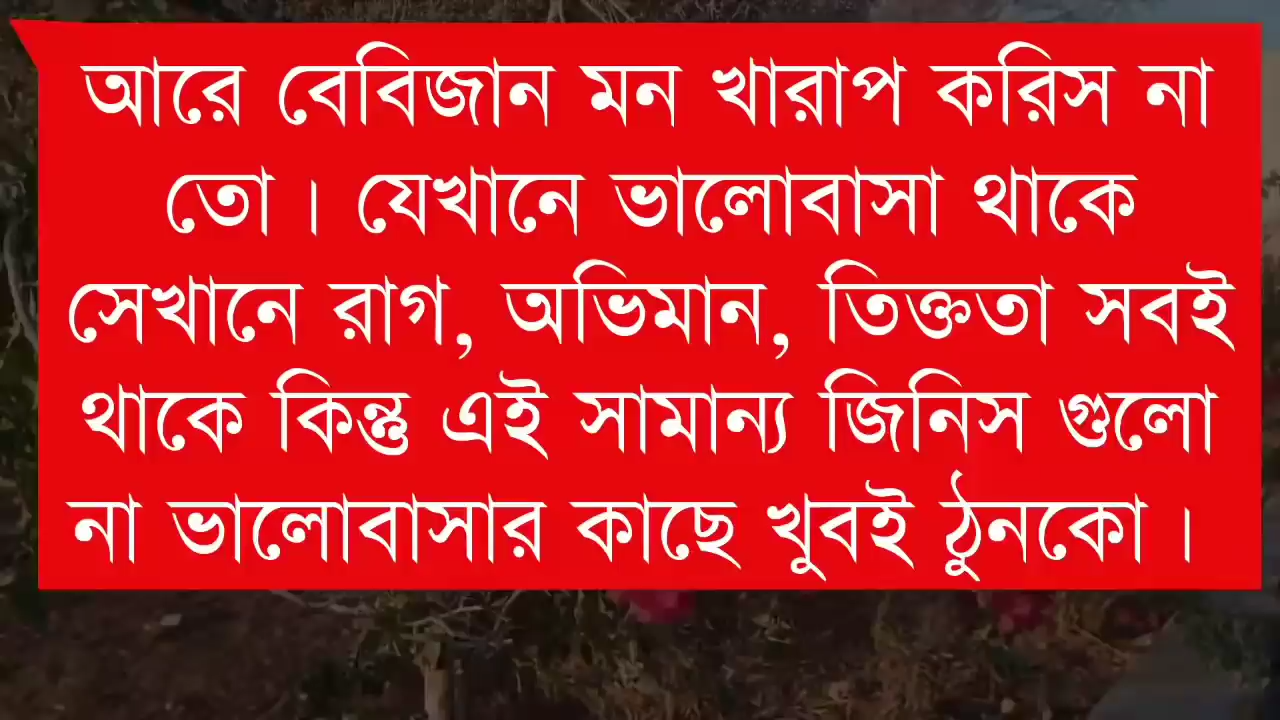 আরে বেবিজান মন খারাপ করিস না
তো। যেখানে ভালোবাসা থাকে
সেখানে রাগ, অভিমান, তিক্ততা সবই
থাকে কিন্তু এই সামান্য জিনিস গুলো
না ভালোবাসার কাছে খুবই ঠুনকো।